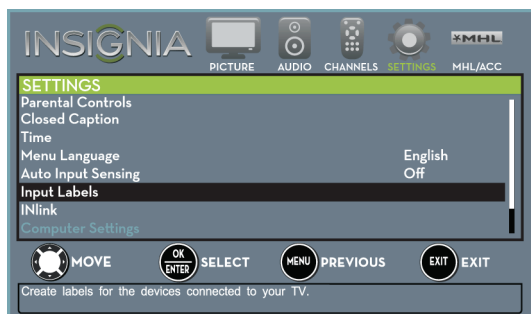 INSIGNIA
PICTURE AUDIO CHANNELS SETTINGS MHL MHL/ACC
SETTINGS
Parental Controls
Closed Caption
Time
Menu Language English
Auto Input Sensing Off
Input Labels
INlink
Computer Settings
MOVE OK ENTER SELECT MENU PREVIOUS EXIT EXIT
Create labels for the devices connected to your TV.